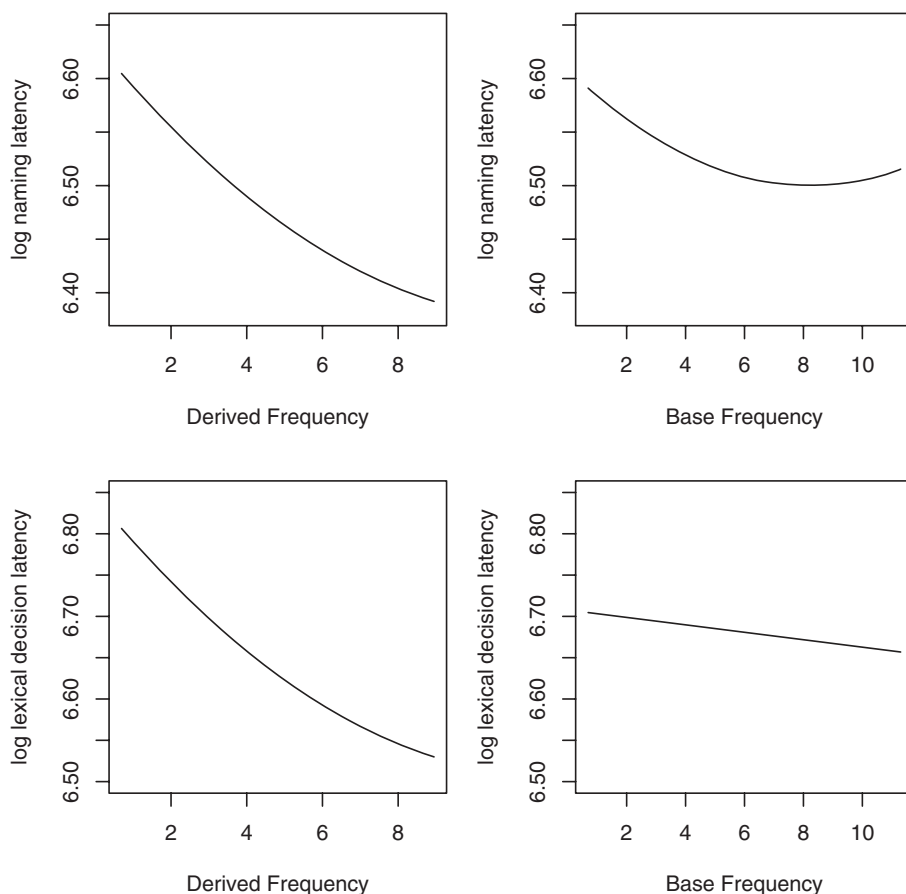 log naming latency
6.40 6.50 6.60
2 4 6 8
Derived Frequency
log naming latency
6.40 6.50 6.60
2 4 6 8 10
Base Frequency
log lexical decision latency
6.50 6.60 6.70 6.80
2 4 6 8
Derived Frequency
log lexical decision latency
6.50 6.60 6.70 6.80
2 4 6 8 10
Base Frequency